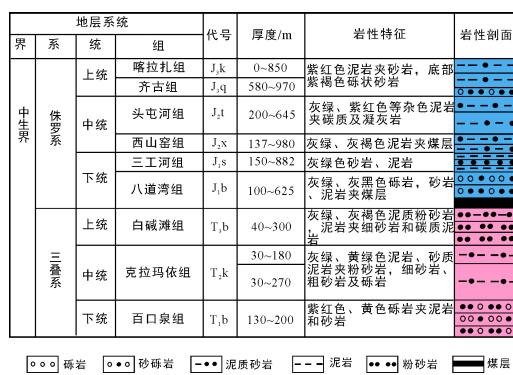 地层系统 代号 厚度/m 岩性特征 岩性剖面
界 系 统 组
中生界 侏罗系 上统 喀拉扎组 J₃k 0~850 紫红色泥岩夹砂岩，底部
齐古组 J₃q 580~970 紫褐色砾状砂岩
中统 头屯河组 J₂t 200~645 灰绿、紫红色等杂色泥岩
夹碳质及凝灰岩
西山窑组 J₂x 137~980 灰绿、灰褐色泥岩夹煤层
下统 三工河组 J₁s 150~882 灰绿色砂岩、泥岩
八道湾组 J₁b 100~625 灰绿、灰黑色砾岩，砂岩
、泥岩夹煤层
三叠系 上统 白碱滩组 T₃b 40~300 灰绿、灰褐色泥质粉砂岩
，泥岩夹细砂岩和碳质泥
岩
中统 克拉玛依组 T₂k 30~180 灰绿、黄绿色泥岩、砂质
泥岩夹粉砂岩，细砂岩、
30~270 粗砂岩及砾岩
下统 百口泉组 T₁b 130~200 紫红色、黄色砾岩夹泥岩
和砂岩
砾岩 砂砾岩 泥质砂岩 泥岩 粉砂岩 煤层